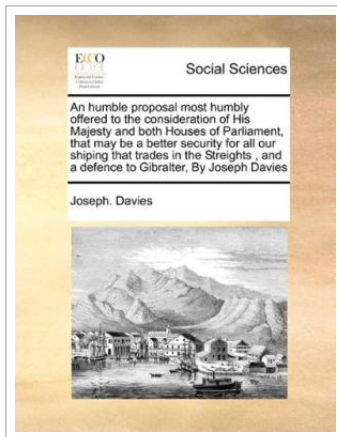 ECCO
Social Sciences
An humble proposal most humbly
offered to the consideration of His
Majesty and both Houses of Parliament,
that may be a better security for all our
shiping that trades in the Streights , and
a defence to Gibralter, By Joseph Davies
Joseph. Davies